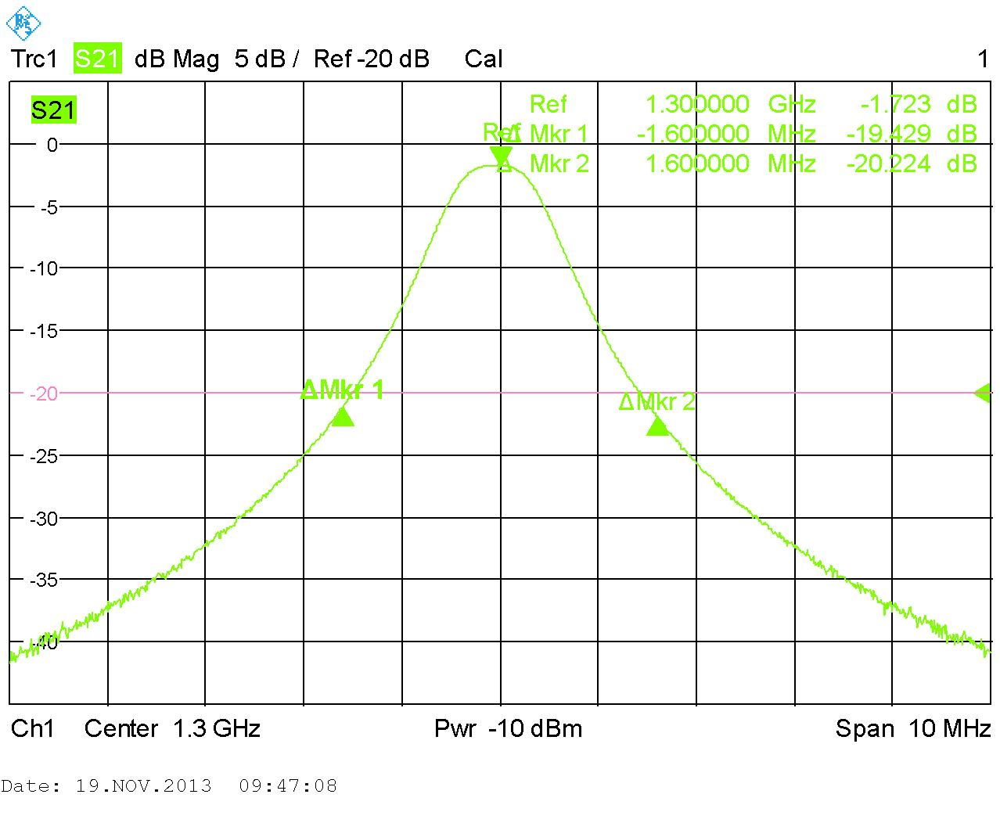 Trc1 S21 dB Mag 5 dB / Ref -20 dB Cal 1
S21
Ref 1.300000 GHz -1.723 dB
Δ Mkr 1 -1.600000 MHz -19.429 dB
Δ Mkr 2 1.600000 MHz -20.224 dB
Ref
0
-5
-10
-15
-20
ΔMkr 1
ΔMkr 2
-25
-30
-35
-40
Ch1 Center 1.3 GHz Pwr -10 dBm Span 10 MHz
Date: 19.NOV.2013 09:47:08